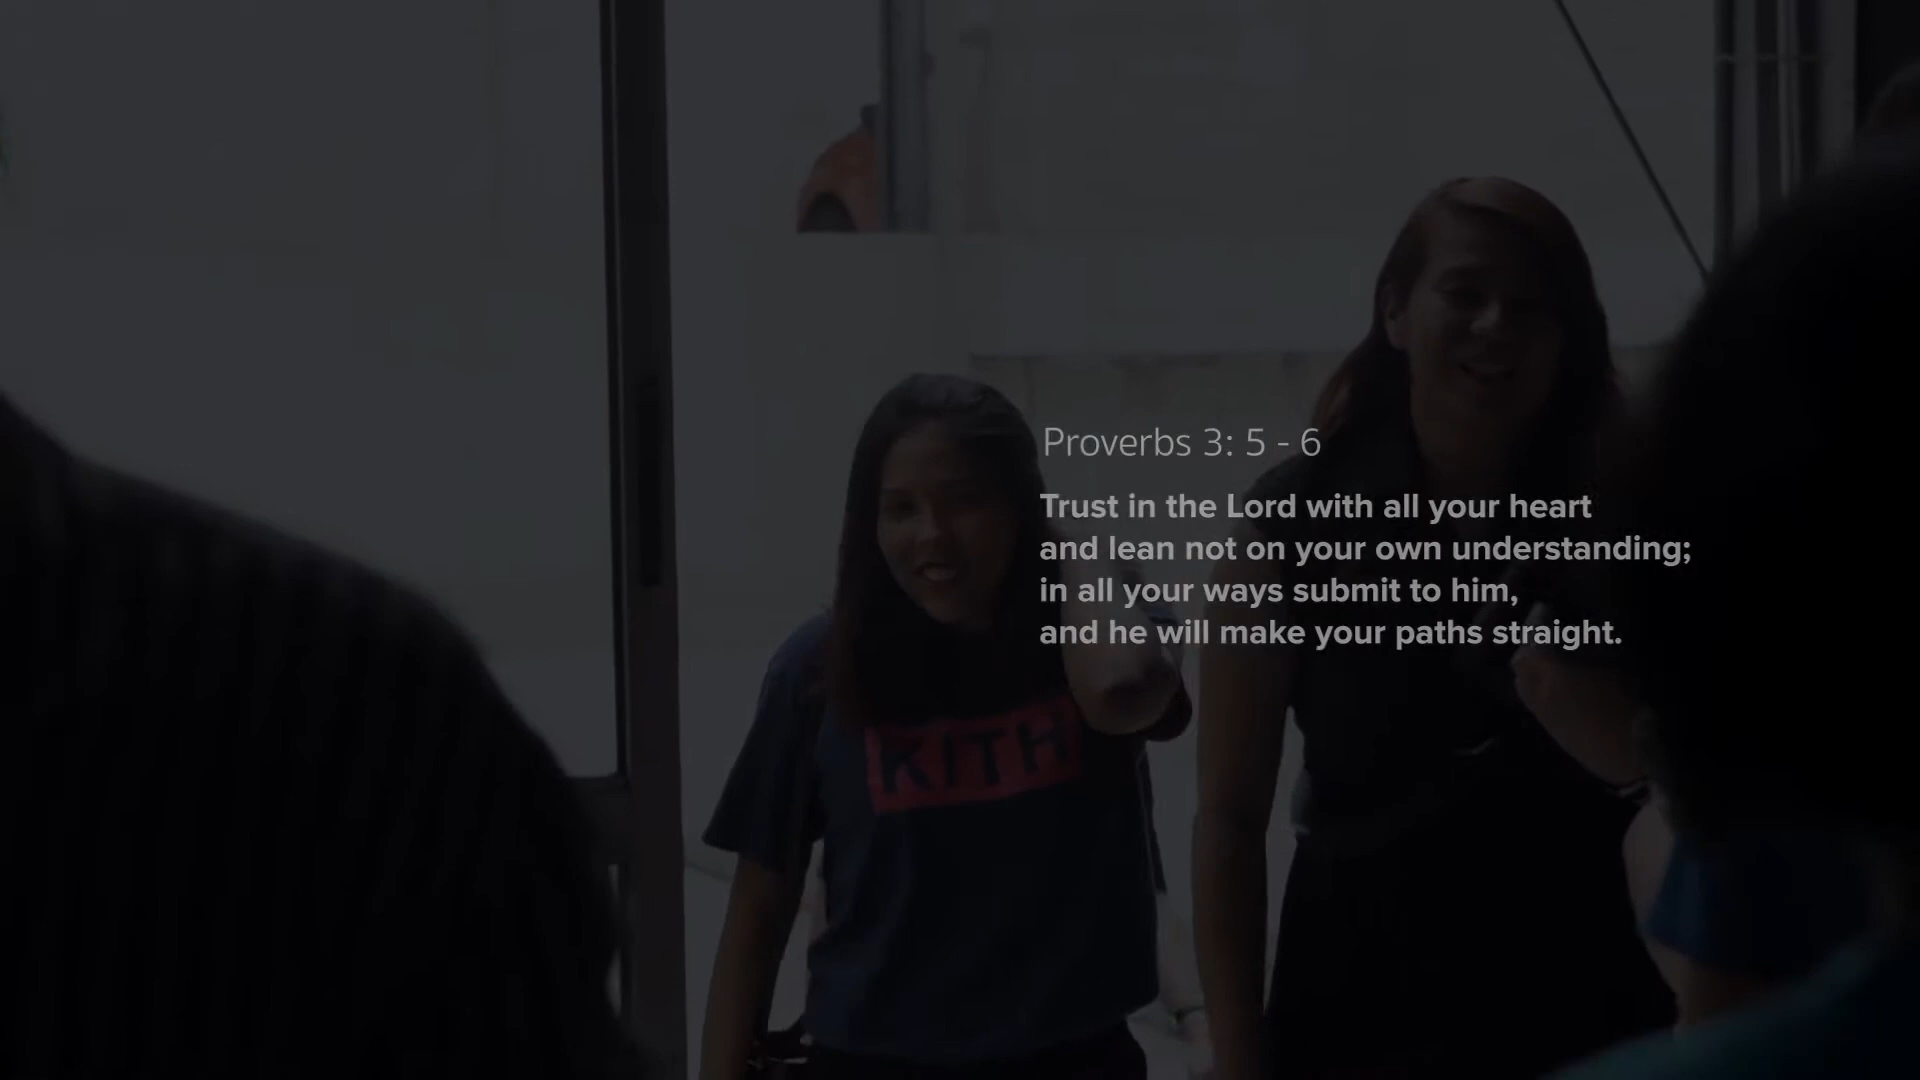 Proverbs 3: 5 - 6
Trust in the Lord with all your heart
and lean not on your own understanding;
in all your ways submit to him,
and he will make your paths straight.
KITH